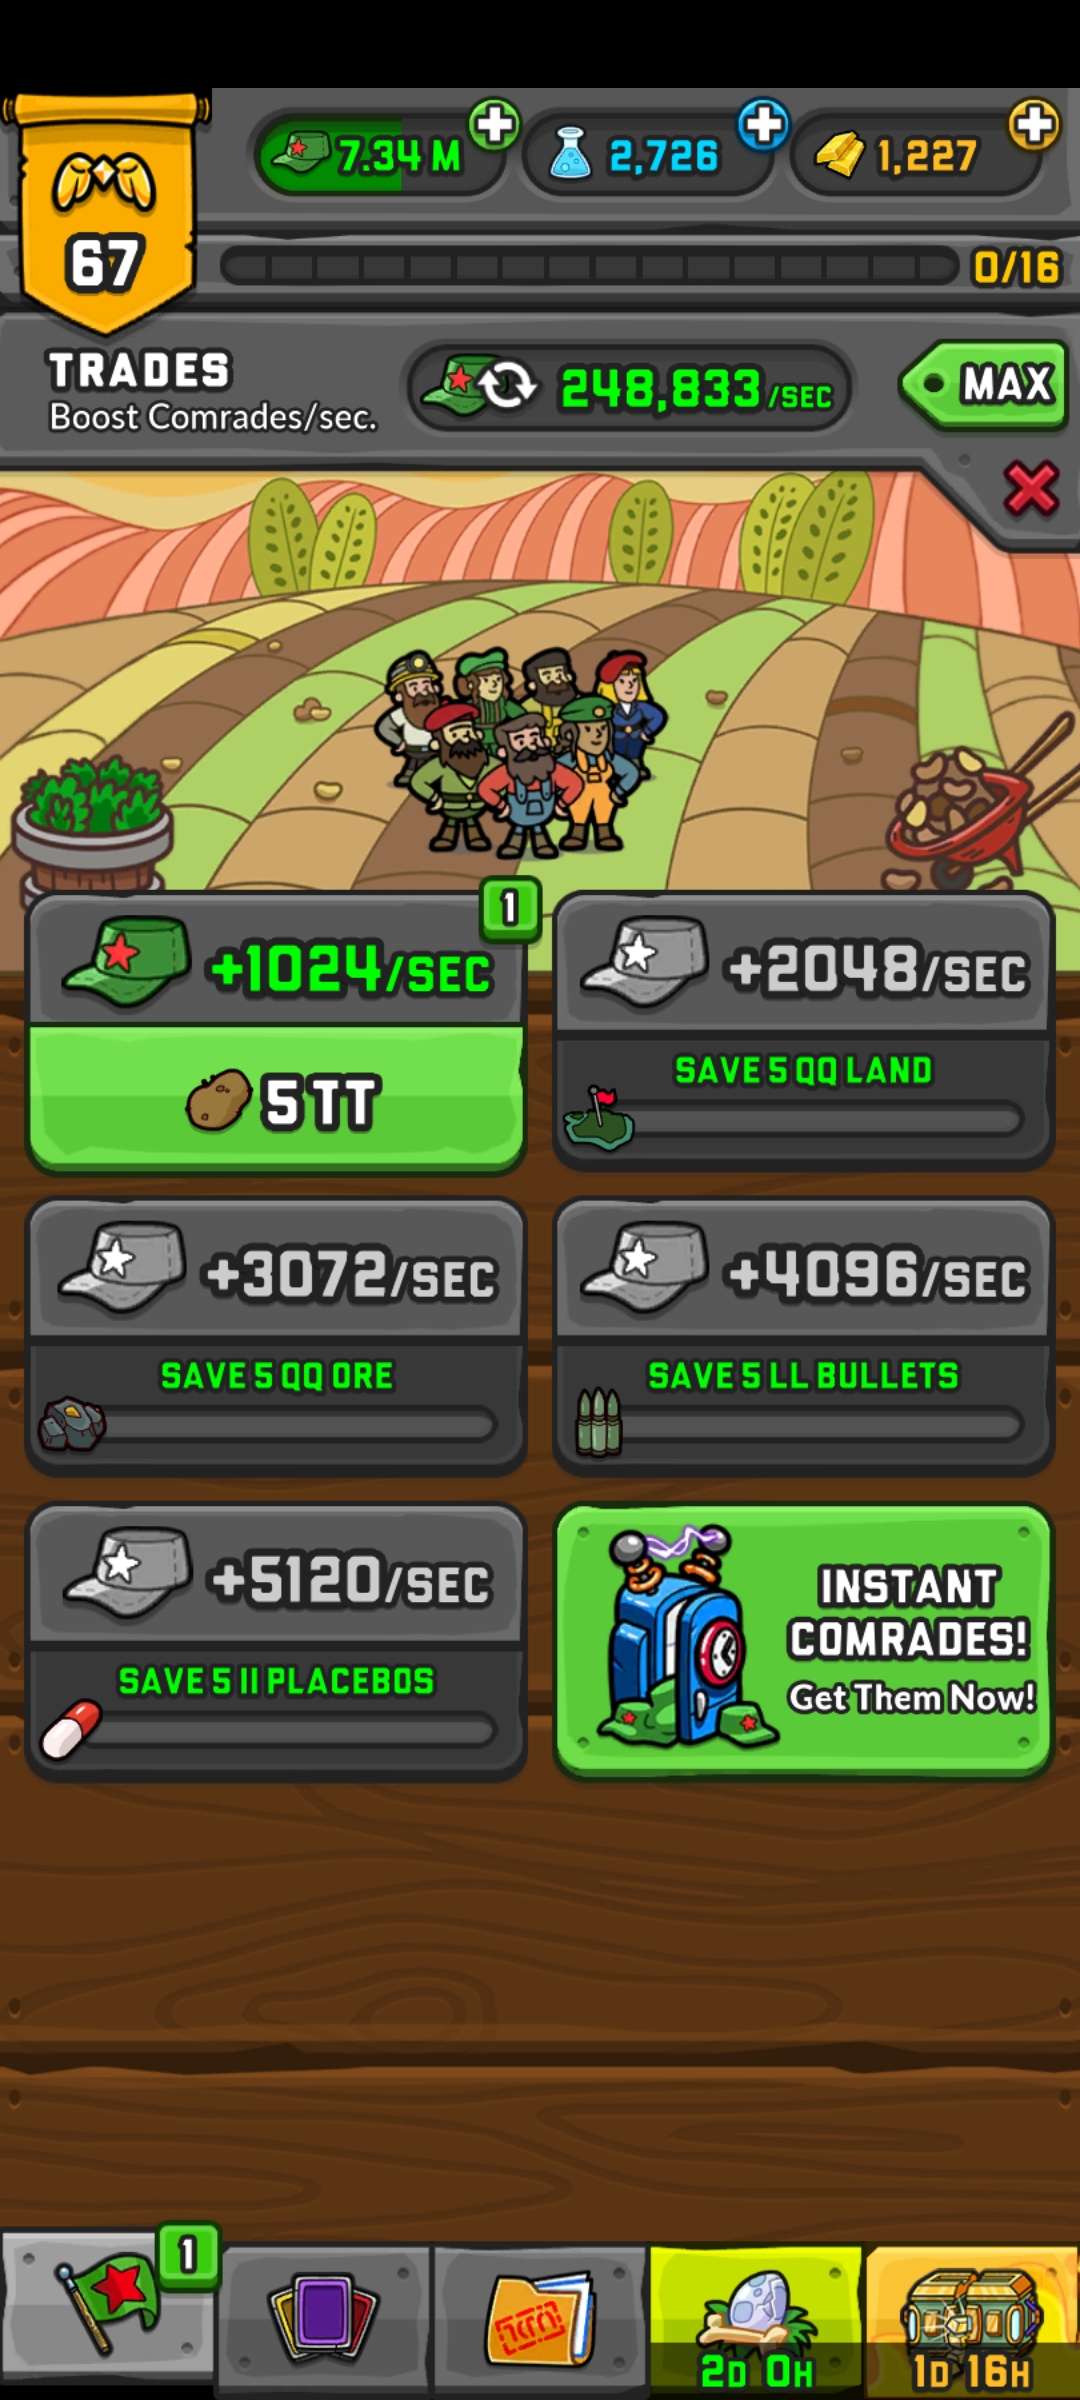 7.34 M
2,726
1,227
67
0/16
TRADES
Boost Comrades/sec.
248,833/SEC
MAX
1
+1024/SEC
5 TT
+2048/SEC
SAVE 5 QQ LAND
+3072/SEC
SAVE 5 QQ ORE
+4096/SEC
SAVE 5 LL BULLETS
+5120/SEC
SAVE 5 II PLACEBOS
INSTANT
COMRADES!
Get Them Now!
1
2D 0H
1D 16H